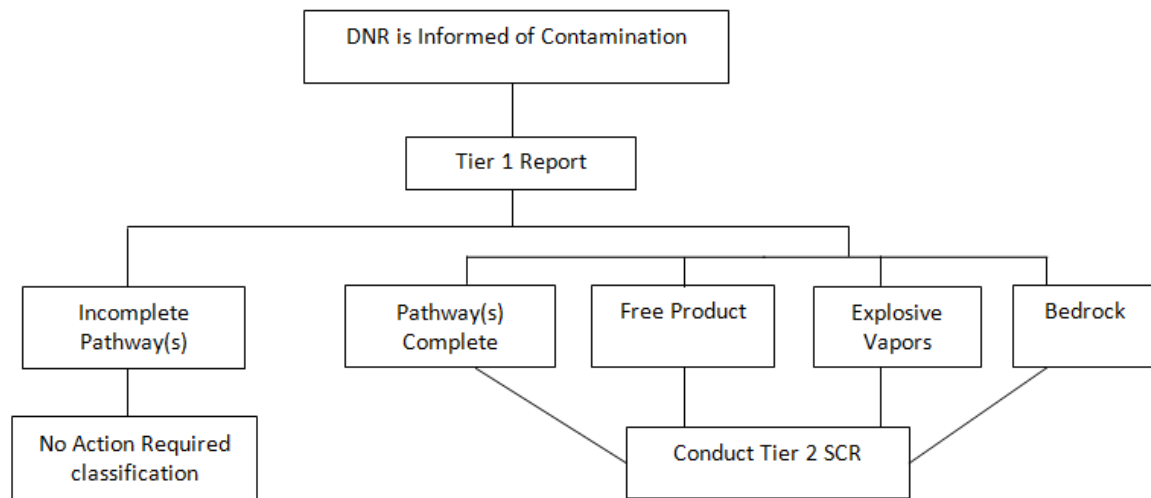 DNR is Informed of Contamination
Tier 1 Report
Incomplete
Pathway(s)
Pathway(s)
Complete
Free Product
Explosive
Vapors
Bedrock
No Action Required
classification
Conduct Tier 2 SCR